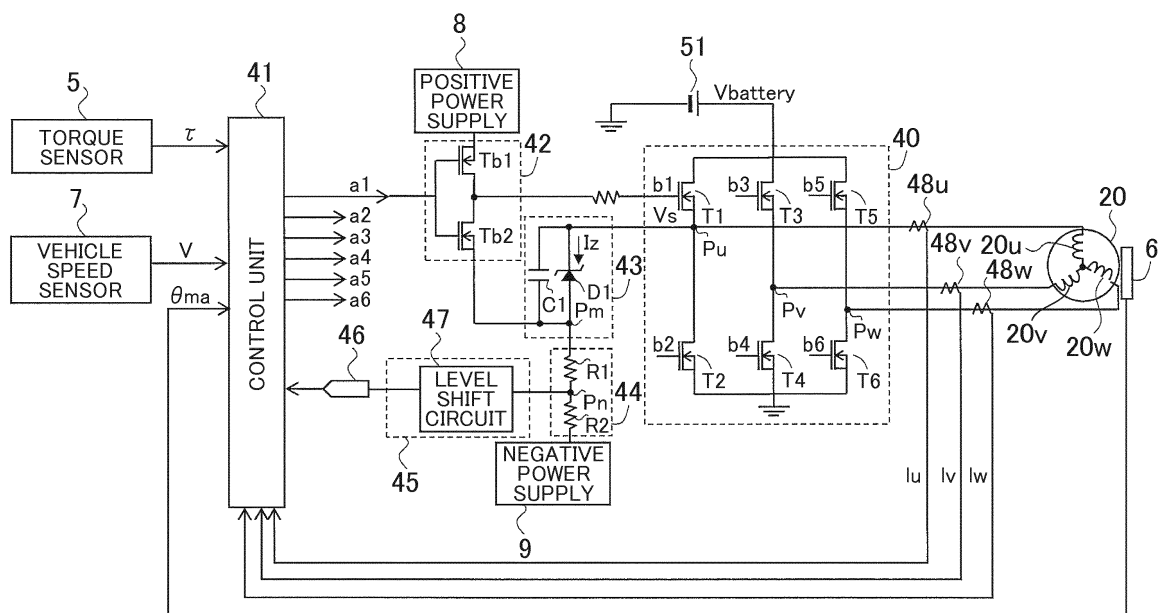 8
POSITIVE
POWER
SUPPLY
51
Vbattery
5
TORQUE
SENSOR
τ
41
CONTROL UNIT
7
VEHICLE
SPEED
SENSOR
V
θma
a1
a2
a3
a4
a5
a6
Tb1
Tb2
42
40
b1
T1
b3
T3
b5
T5
Vs
Pu
48u
48v
48w
20
20u
20v
20w
6
Iz
43
C1
D1
Pm
Pv
Pw
b2
T2
b4
T4
b6
T6
46
47
LEVEL
SHIFT
CIRCUIT
45
R1
Pn
R2
44
NEGATIVE
POWER
SUPPLY
9
Iu
Iv
Iw